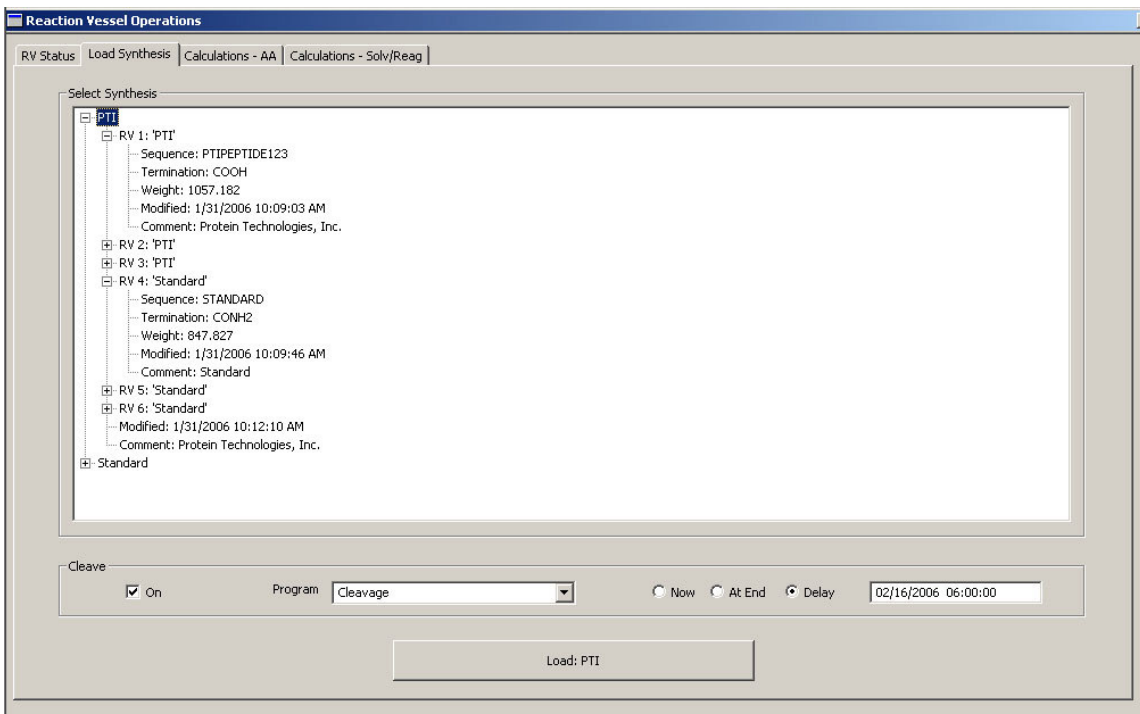 Reaction Vessel Operations
RV Status Load Synthesis Calculations - AA Calculations - Solv/Reag
Select Synthesis
PTI
RV 1: 'PTI'
Sequence: PTIPEPTIDE123
Termination: COOH
Weight: 1057.182
Modified: 1/31/2006 10:09:03 AM
Comment: Protein Technologies, Inc.
RV 2: 'PTI'
RV 3: 'PTI'
RV 4: 'Standard'
Sequence: STANDARD
Termination: CONH2
Weight: 847.827
Modified: 1/31/2006 10:09:46 AM
Comment: Standard
RV 5: 'Standard'
RV 6: 'Standard'
Modified: 1/31/2006 10:12:10 AM
Comment: Protein Technologies, Inc.
Standard
Cleave
On Program Cleavage Now At End Delay 02/16/2006 06:00:00
Load: PTI